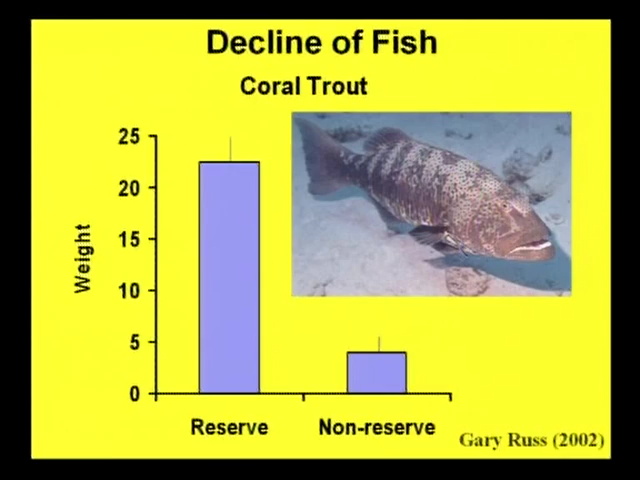 Decline of Fish
Coral Trout
25
20
15
10
5
0
Weight
Reserve
Non-reserve
Gary Russ (2002)